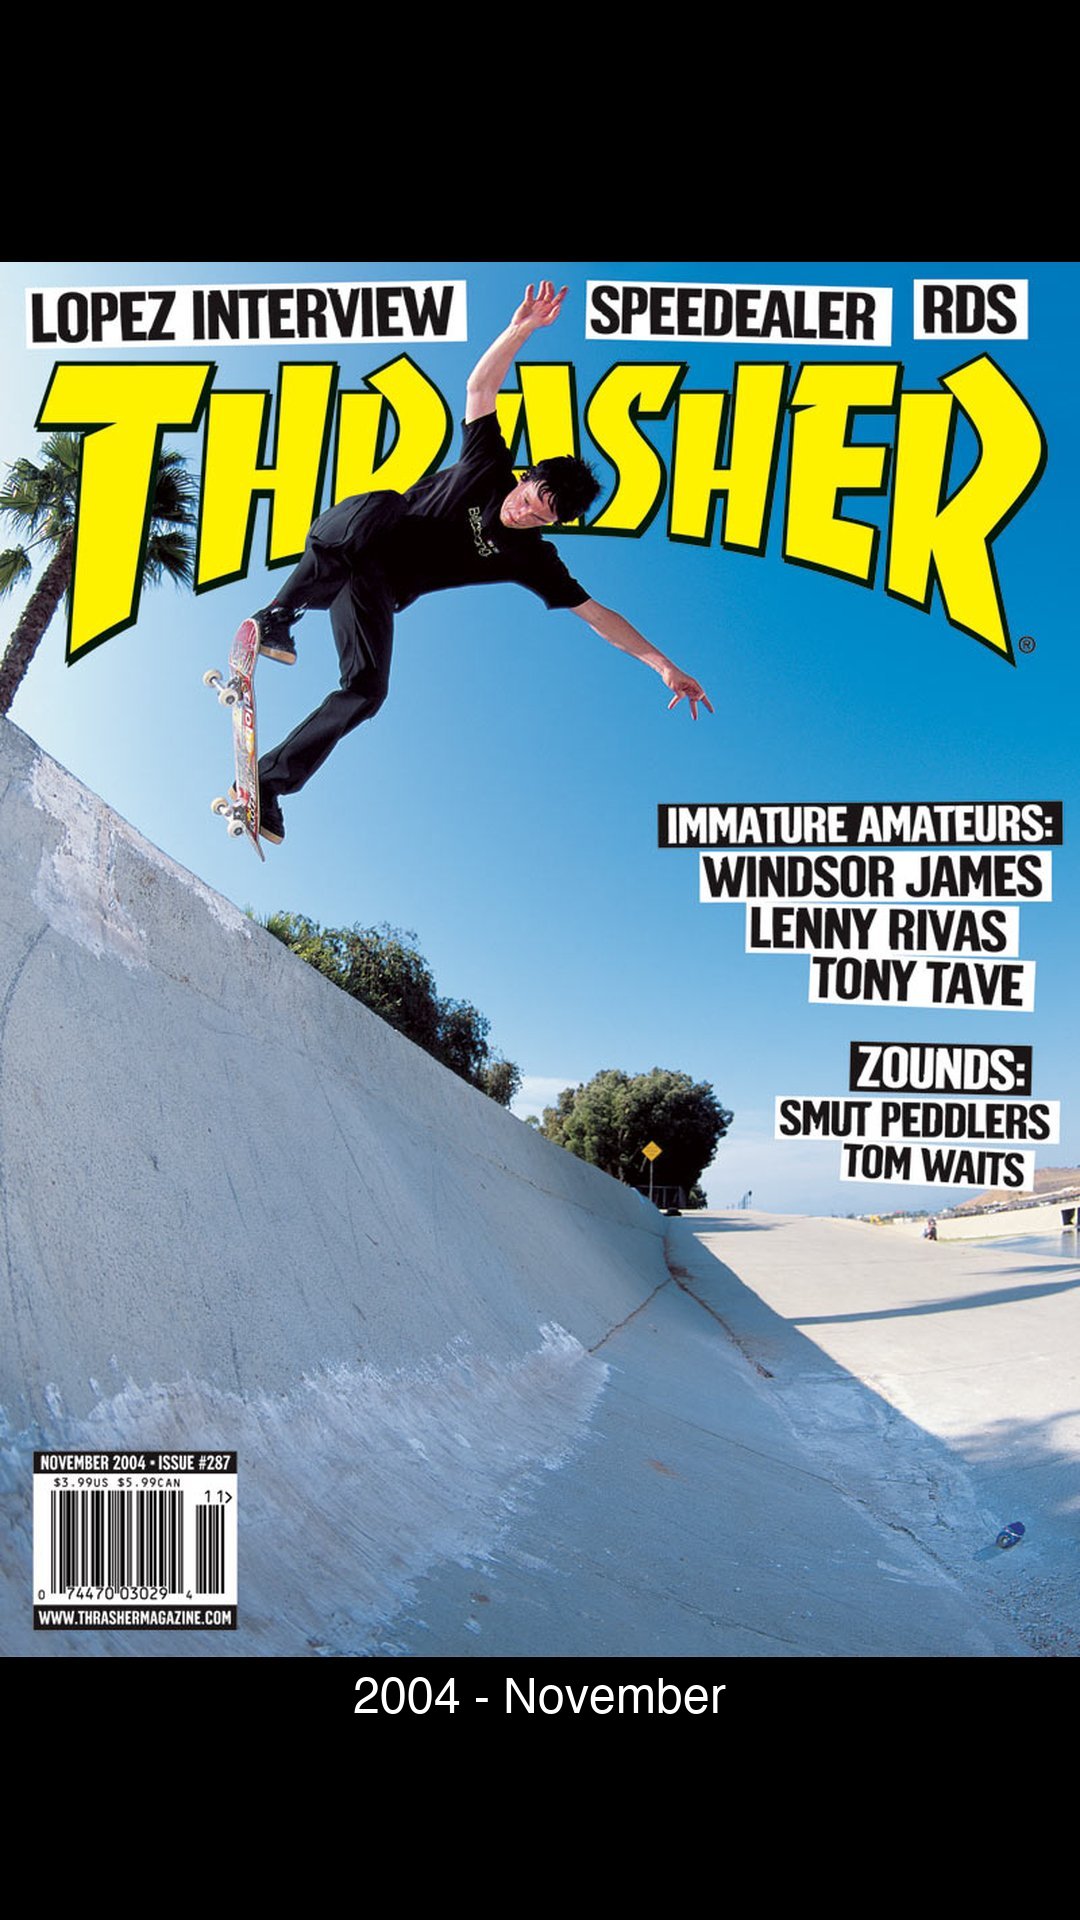 LOPEZ INTERVIEW SPEEDEALER RDS
THRASHER
®
IMMATURE AMATEURS:
WINDSOR JAMES
LENNY RIVAS
TONY TAVE
ZOUNDS:
SMUT PEDDLERS
TOM WAITS
NOVEMBER 2004 • ISSUE #287
$3.99US $5.99CAN
11>
0 74470 03029 4
WWW.THRASHERMAGAZINE.COM
2004 - November